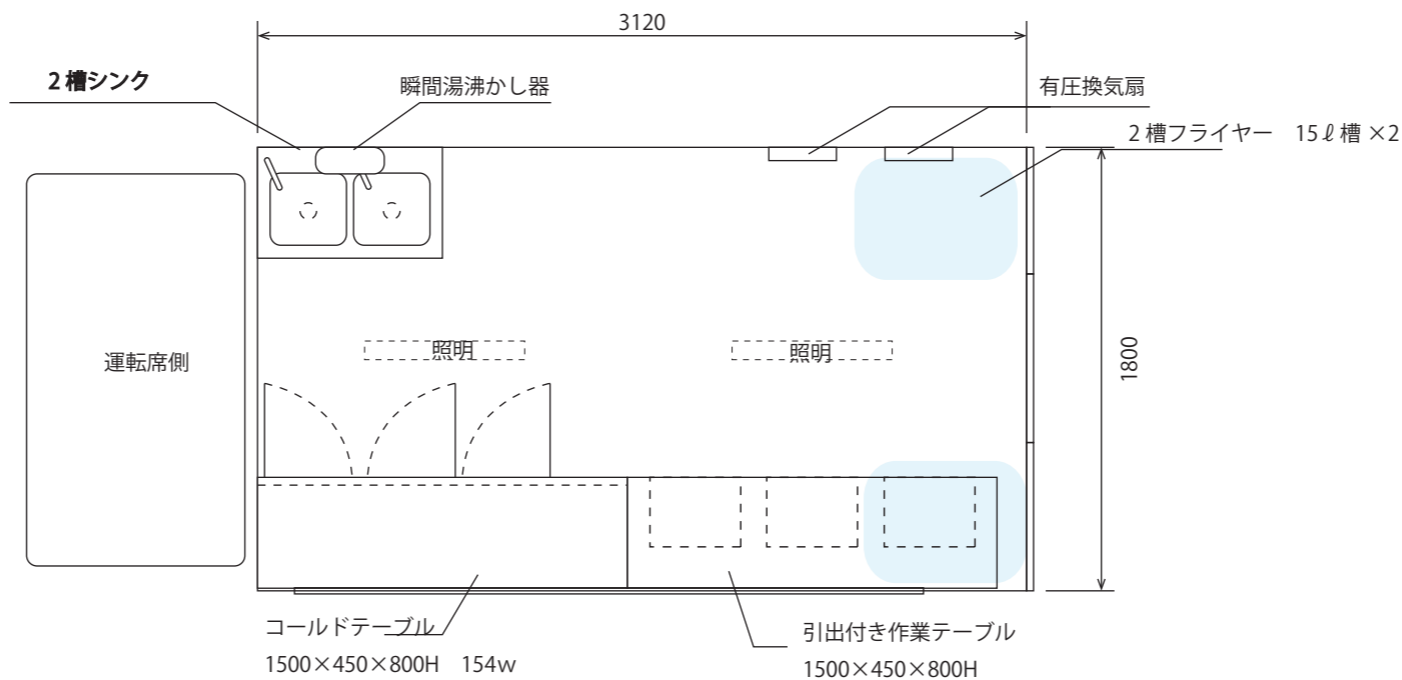 3120
2槽シンク
瞬間湯沸かし器
有圧換気扇
2槽フライヤー　15ℓ槽×2
運転席側
照明
照明
1800
コールドテーブル
1500×450×800H　154w
引出付き作業テーブル
1500×450×800H